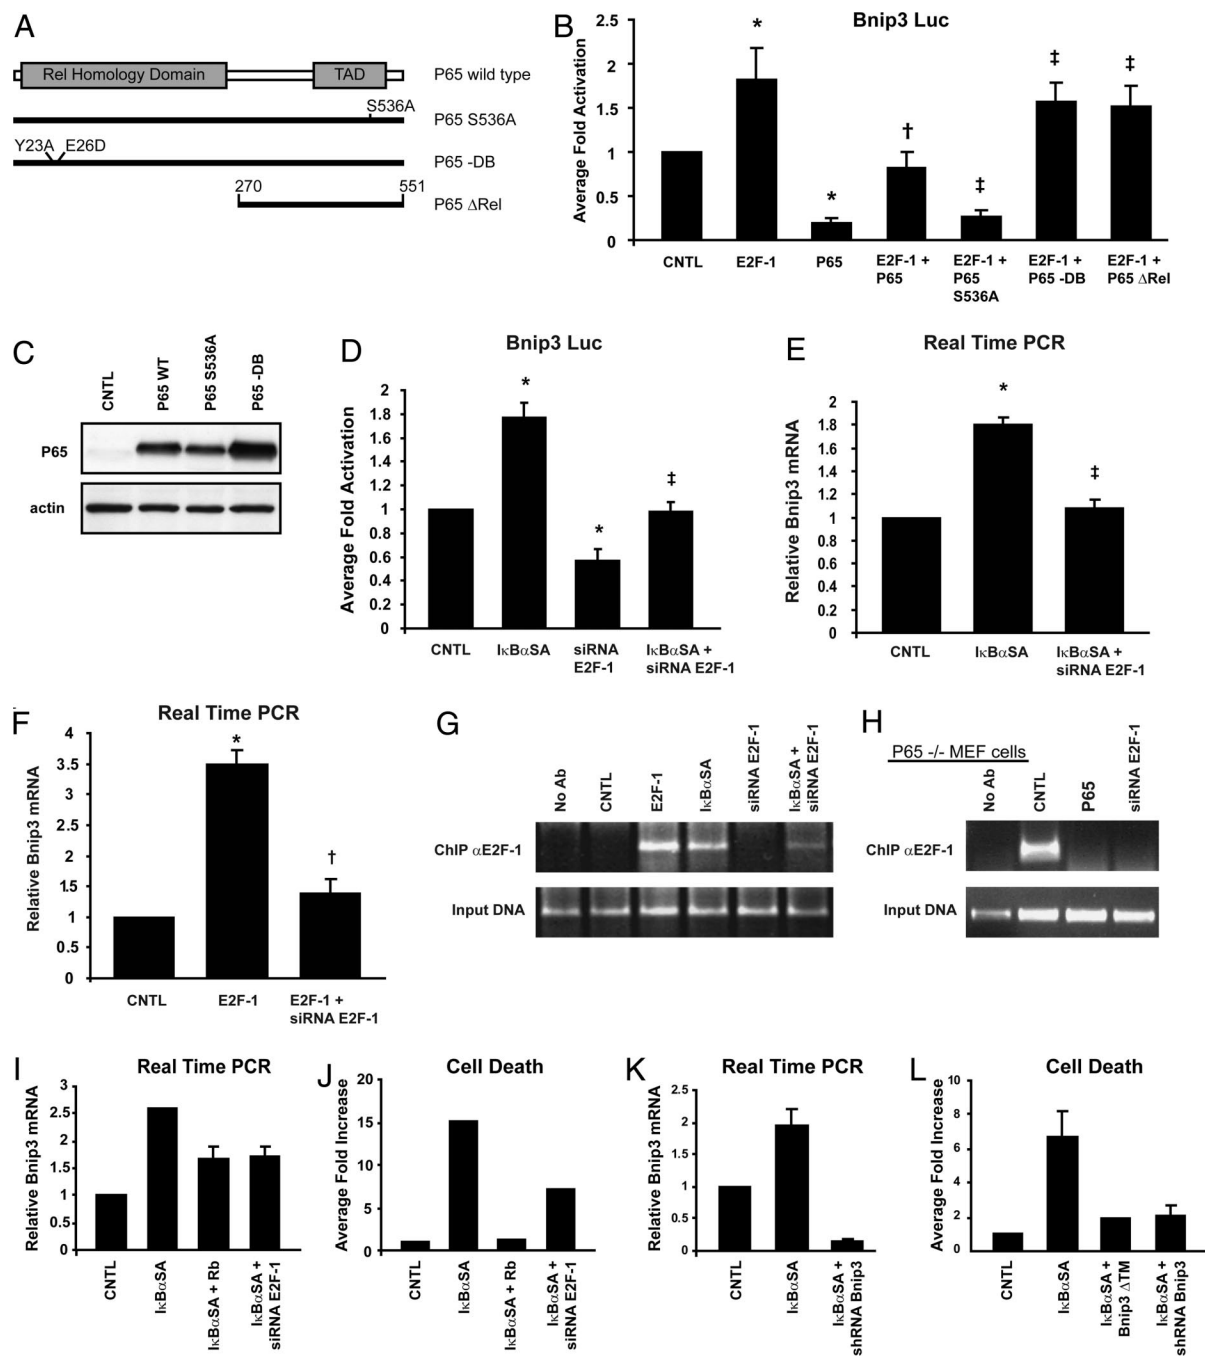 A
Rel Homology Domain
TAD
P65 wild type
S536A
P65 S536A
Y23A
E26D
P65 -DB
270
551
P65 ΔRel
B
Bnip3 Luc
Average Fold Activation
2.5
2
1.5
1
0.5
0
*
*
†
‡
‡
‡
CNTL
E2F-1
P65
E2F-1 +
P65
E2F-1 +
P65
S536A
E2F-1 +
P65 -DB
E2F-1 +
P65 ΔRel
C
CNTL
P65 WT
P65 S536A
P65 -DB
P65
actin
D
Bnip3 Luc
Average Fold Activation
2
1.8
1.6
1.4
1.2
1
0.8
0.6
0.4
0.2
0
*
*
‡
CNTL
IκBαSA
siRNA
E2F-1
IκBαSA +
siRNA E2F-1
E
Real Time PCR
Relative Bnip3 mRNA
2
1.8
1.6
1.4
1.2
1
0.8
0.6
0.4
0.2
0
*
‡
CNTL
IκBαSA
IκBαSA +
siRNA E2F-1
F
Real Time PCR
Relative Bnip3 mRNA
4
3.5
3
2.5
2
1.5
1
0.5
0
*
†
CNTL
E2F-1
E2F-1 +
siRNA E2F-1
G
No Ab
CNTL
E2F-1
IκBαSA
siRNA E2F-1
IκBαSA +
siRNA E2F-1
ChIP αE2F-1
Input DNA
H
P65 -/- MEF cells
No Ab
CNTL
P65
siRNA E2F-1
ChIP αE2F-1
Input DNA
I
Real Time PCR
Relative Bnip3 mRNA
3
2.5
2
1.5
1
0.5
0
CNTL
IκBαSA
IκBαSA + Rb
IκBαSA +
siRNA E2F-1
J
Cell Death
Average Fold Increase
20
15
10
5
0
CNTL
IκBαSA
IκBαSA + Rb
IκBαSA +
siRNA E2F-1
K
Real Time PCR
Relative Bnip3 mRNA
2.5
2
1.5
1
0.5
0
CNTL
IκBαSA
IκBαSA +
shRNA Bnip3
L
Cell Death
Average Fold Increase
10
8
6
4
2
0
CNTL
IκBαSA
IκBαSA +
Bnip3 ΔTM
IκBαSA +
shRNA Bnip3